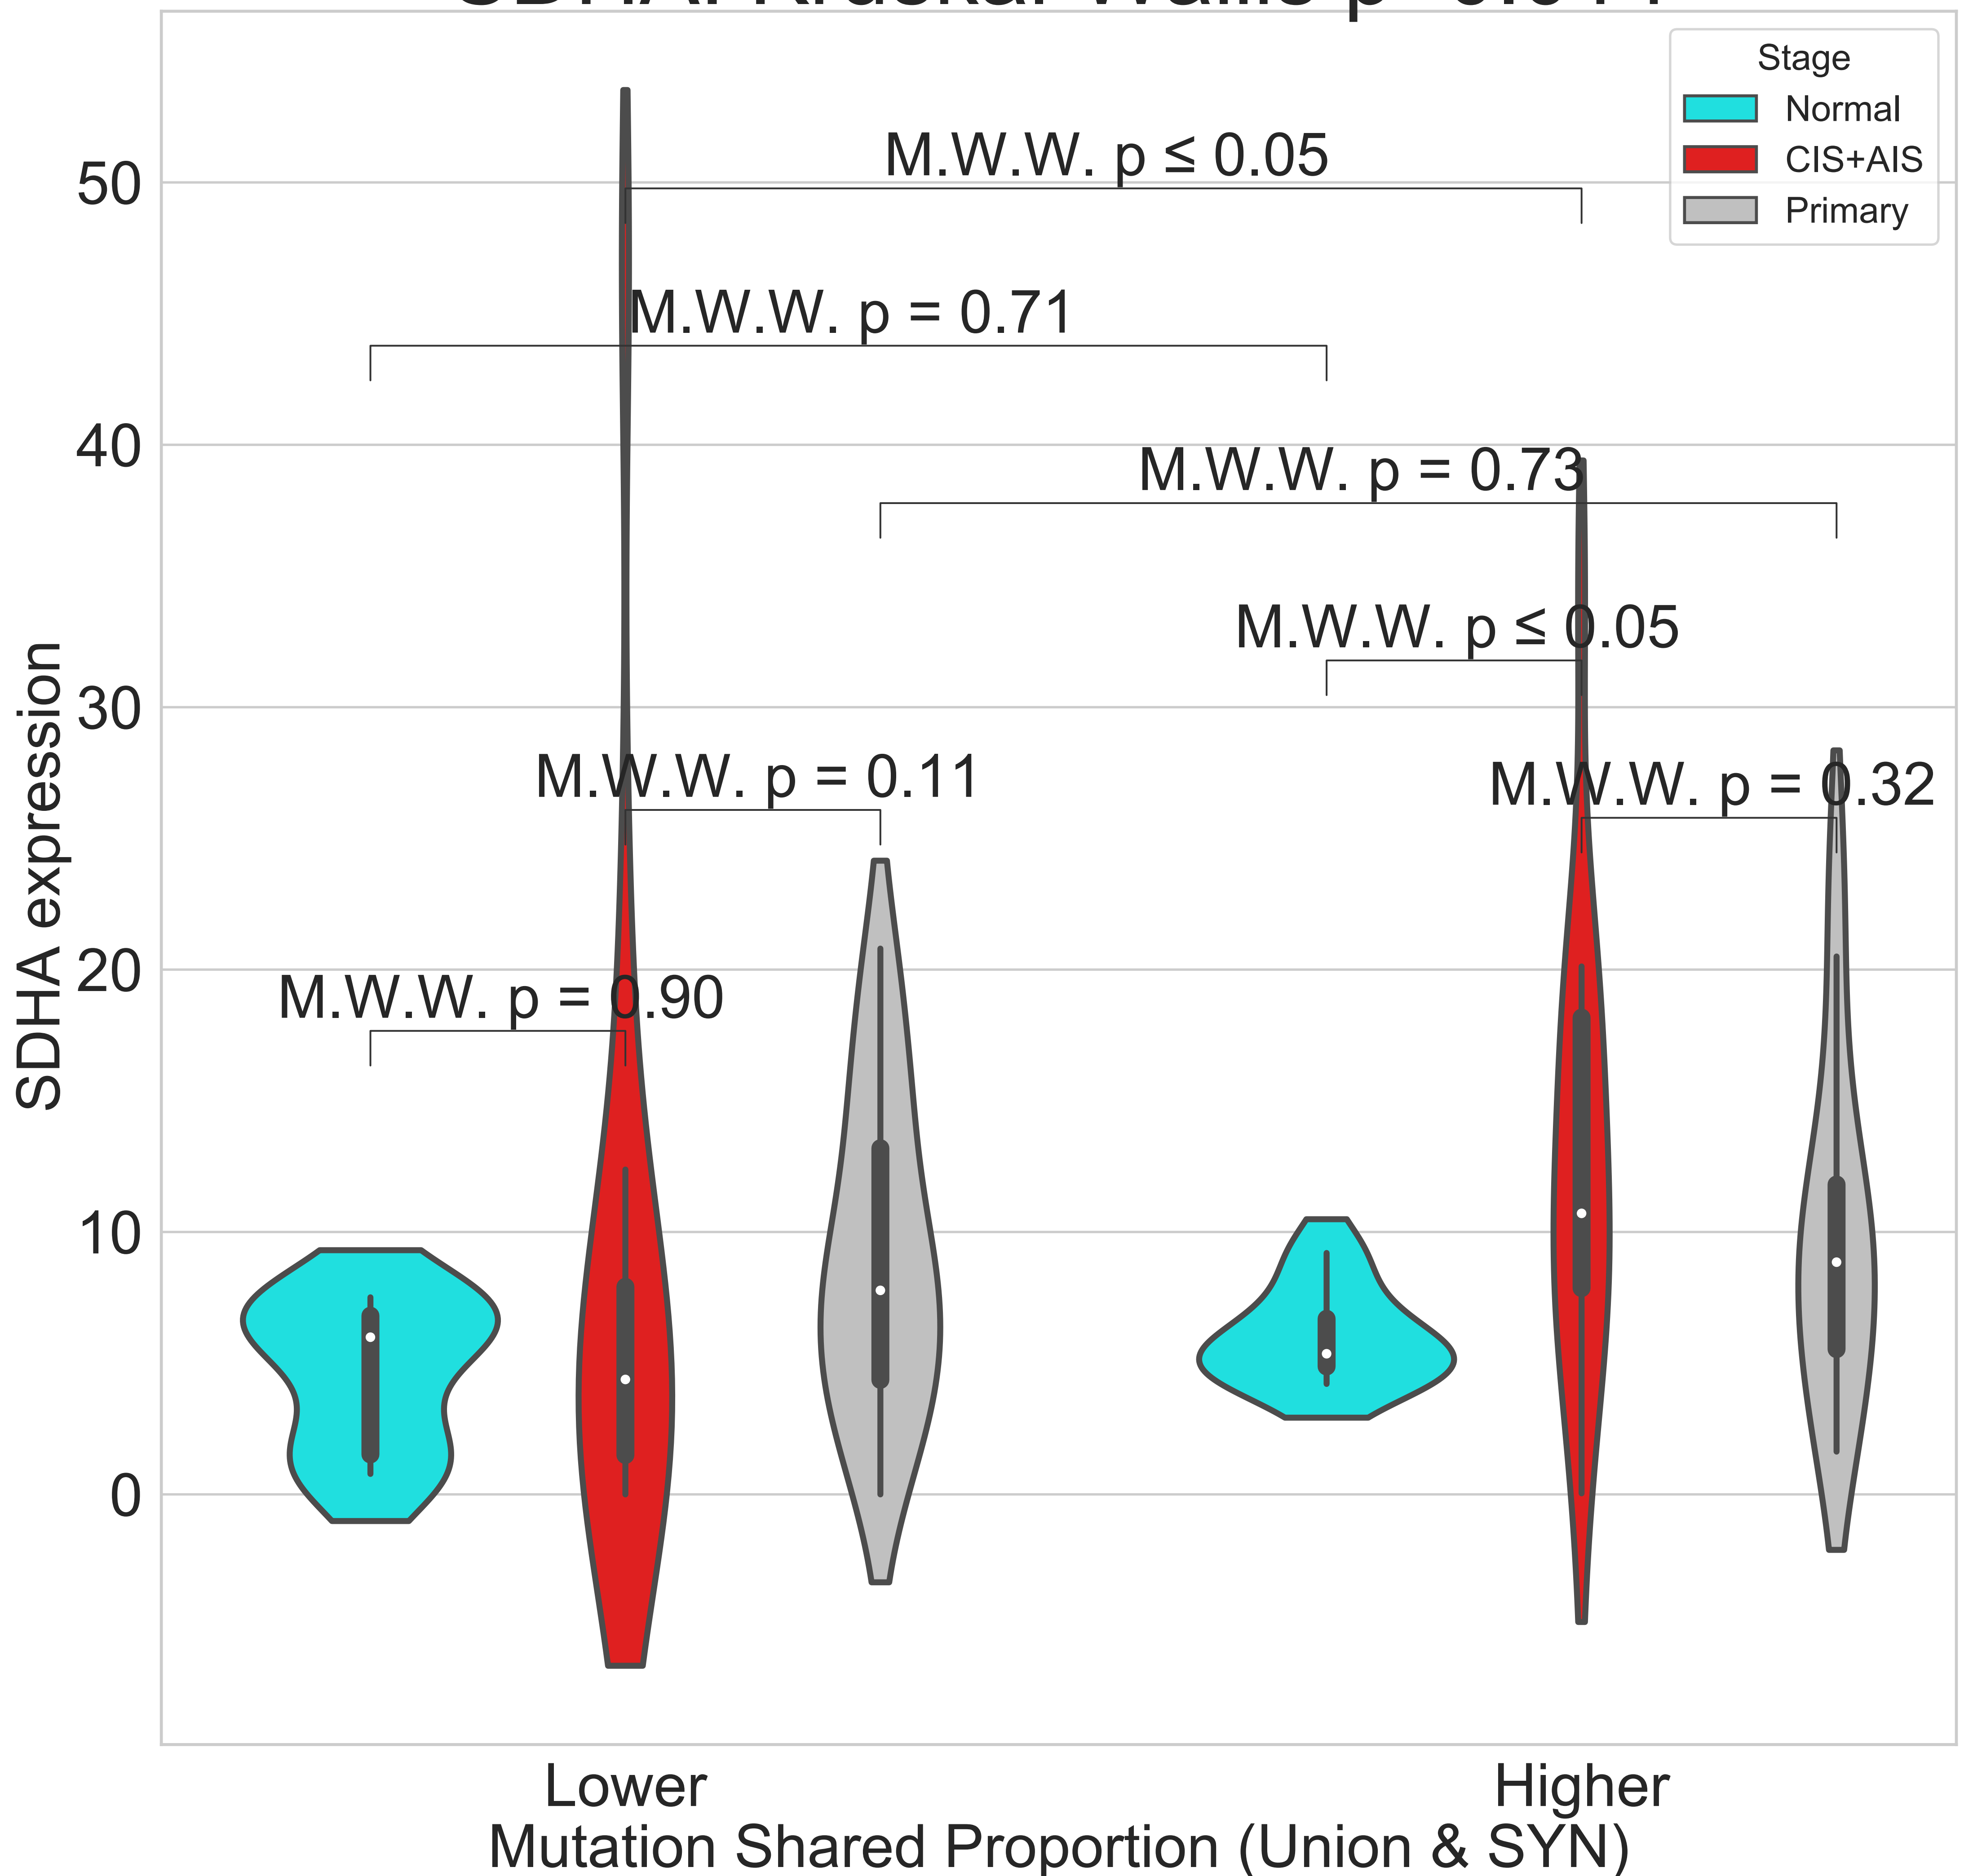 Stage
Normal
CIS+AIS
Primary
M.W.W. p ≤ 0.05
50
M.W.W. p = 0.71
40
M.W.W. p = 0.73
M.W.W. p ≤ 0.05
30
M.W.W. p = 0.11
M.W.W. p = 0.32
20
M.W.W. p = 0.90
10
0
SDHA expression
Lower
Higher
Mutation Shared Proportion (Union & SYN)